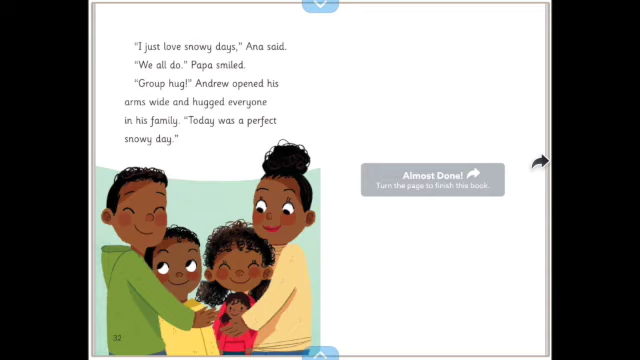 “I just love snowy days,” Ana said.
“We all do.” Papa smiled.
“Group hug!” Andrew opened his
arms wide and hugged everyone
in his family. “Today was a perfect
snowy day.”
32
Almost Done!
Turn the page to finish this book.